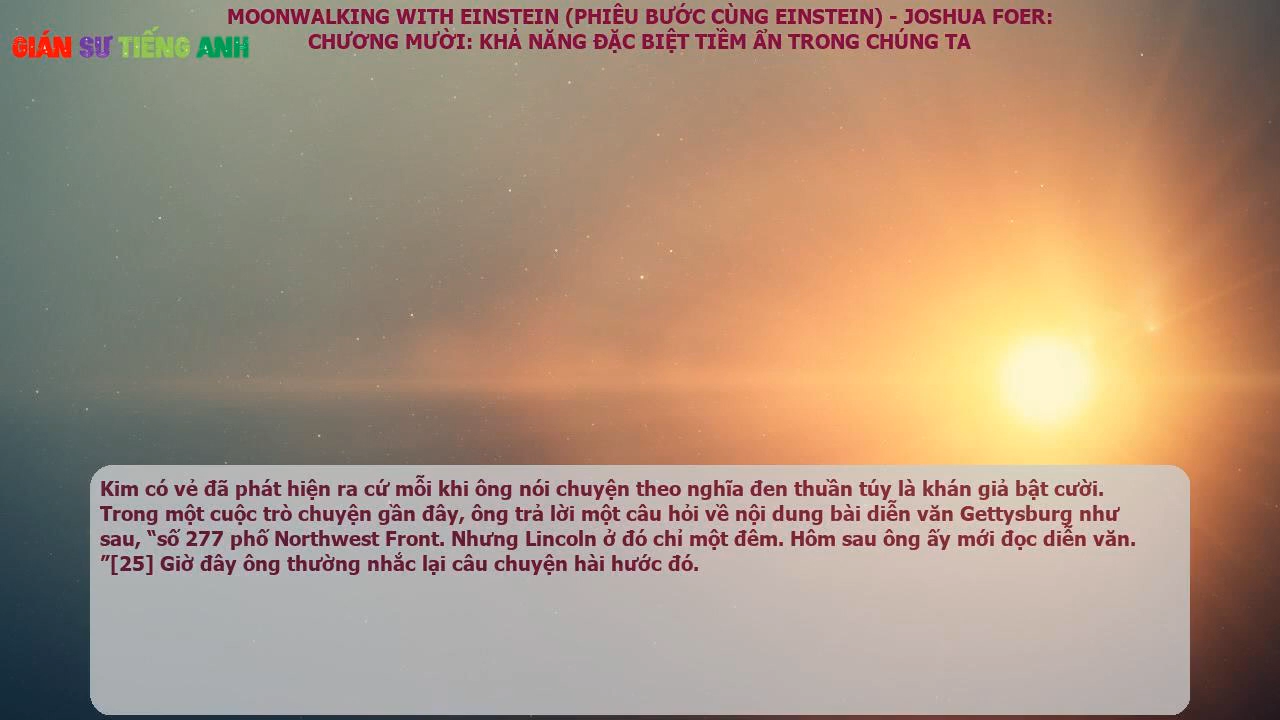 MOONWALKING WITH EINSTEIN (PHIÊU BƯỚC CÙNG EINSTEIN) - JOSHUA FOER:
CHƯƠNG MƯỜI: KHẢ NĂNG ĐẶC BIỆT TIỀM ẨN TRONG CHÚNG TA
GIÁN SƯ TIẾNG ANH
Kim có vẻ đã phát hiện ra cứ mỗi khi ông nói chuyện theo nghĩa đen thuần túy là khán giả bật cười.
Trong một cuộc trò chuyện gần đây, ông trả lời một câu hỏi về nội dung bài diễn văn Gettysburg như
sau, “số 277 phố Northwest Front. Nhưng Lincoln ở đó chỉ một đêm. Hôm sau ông ấy mới đọc diễn văn.
”[25] Giờ đây ông thường nhắc lại câu chuyện hài hước đó.